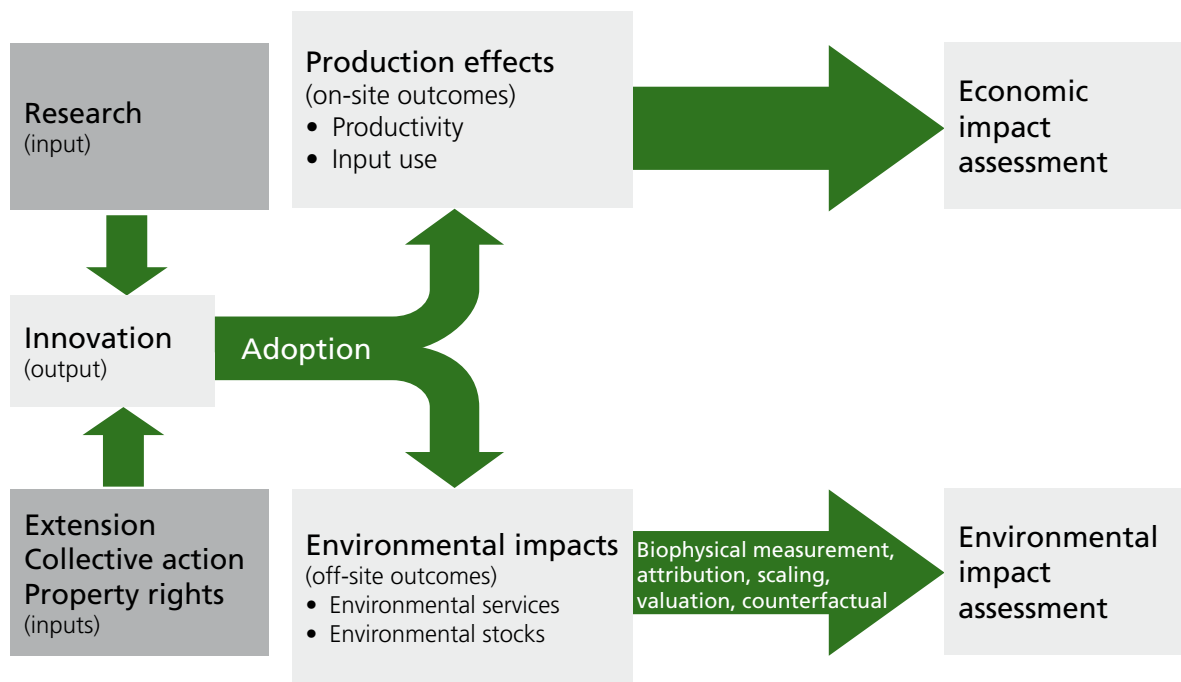 Research
(input)
Production effects
(on-site outcomes)
• Productivity
• Input use
Economic
impact
assessment
Innovation
(output)
Adoption
Extension
Collective action
Property rights
(inputs)
Environmental impacts
(off-site outcomes)
• Environmental services
• Environmental stocks
Biophysical measurement,
attribution, scaling,
valuation, counterfactual
Environmental
impact
assessment